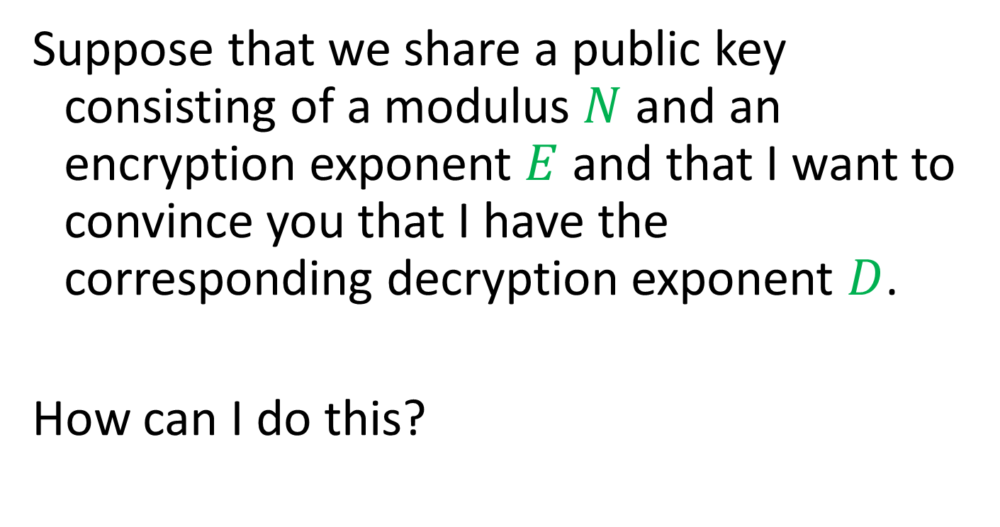 Suppose that we share a public key
consisting of a modulus N and an
encryption exponent E and that I want to
convince you that I have the
corresponding decryption exponent D.
How can I do this?